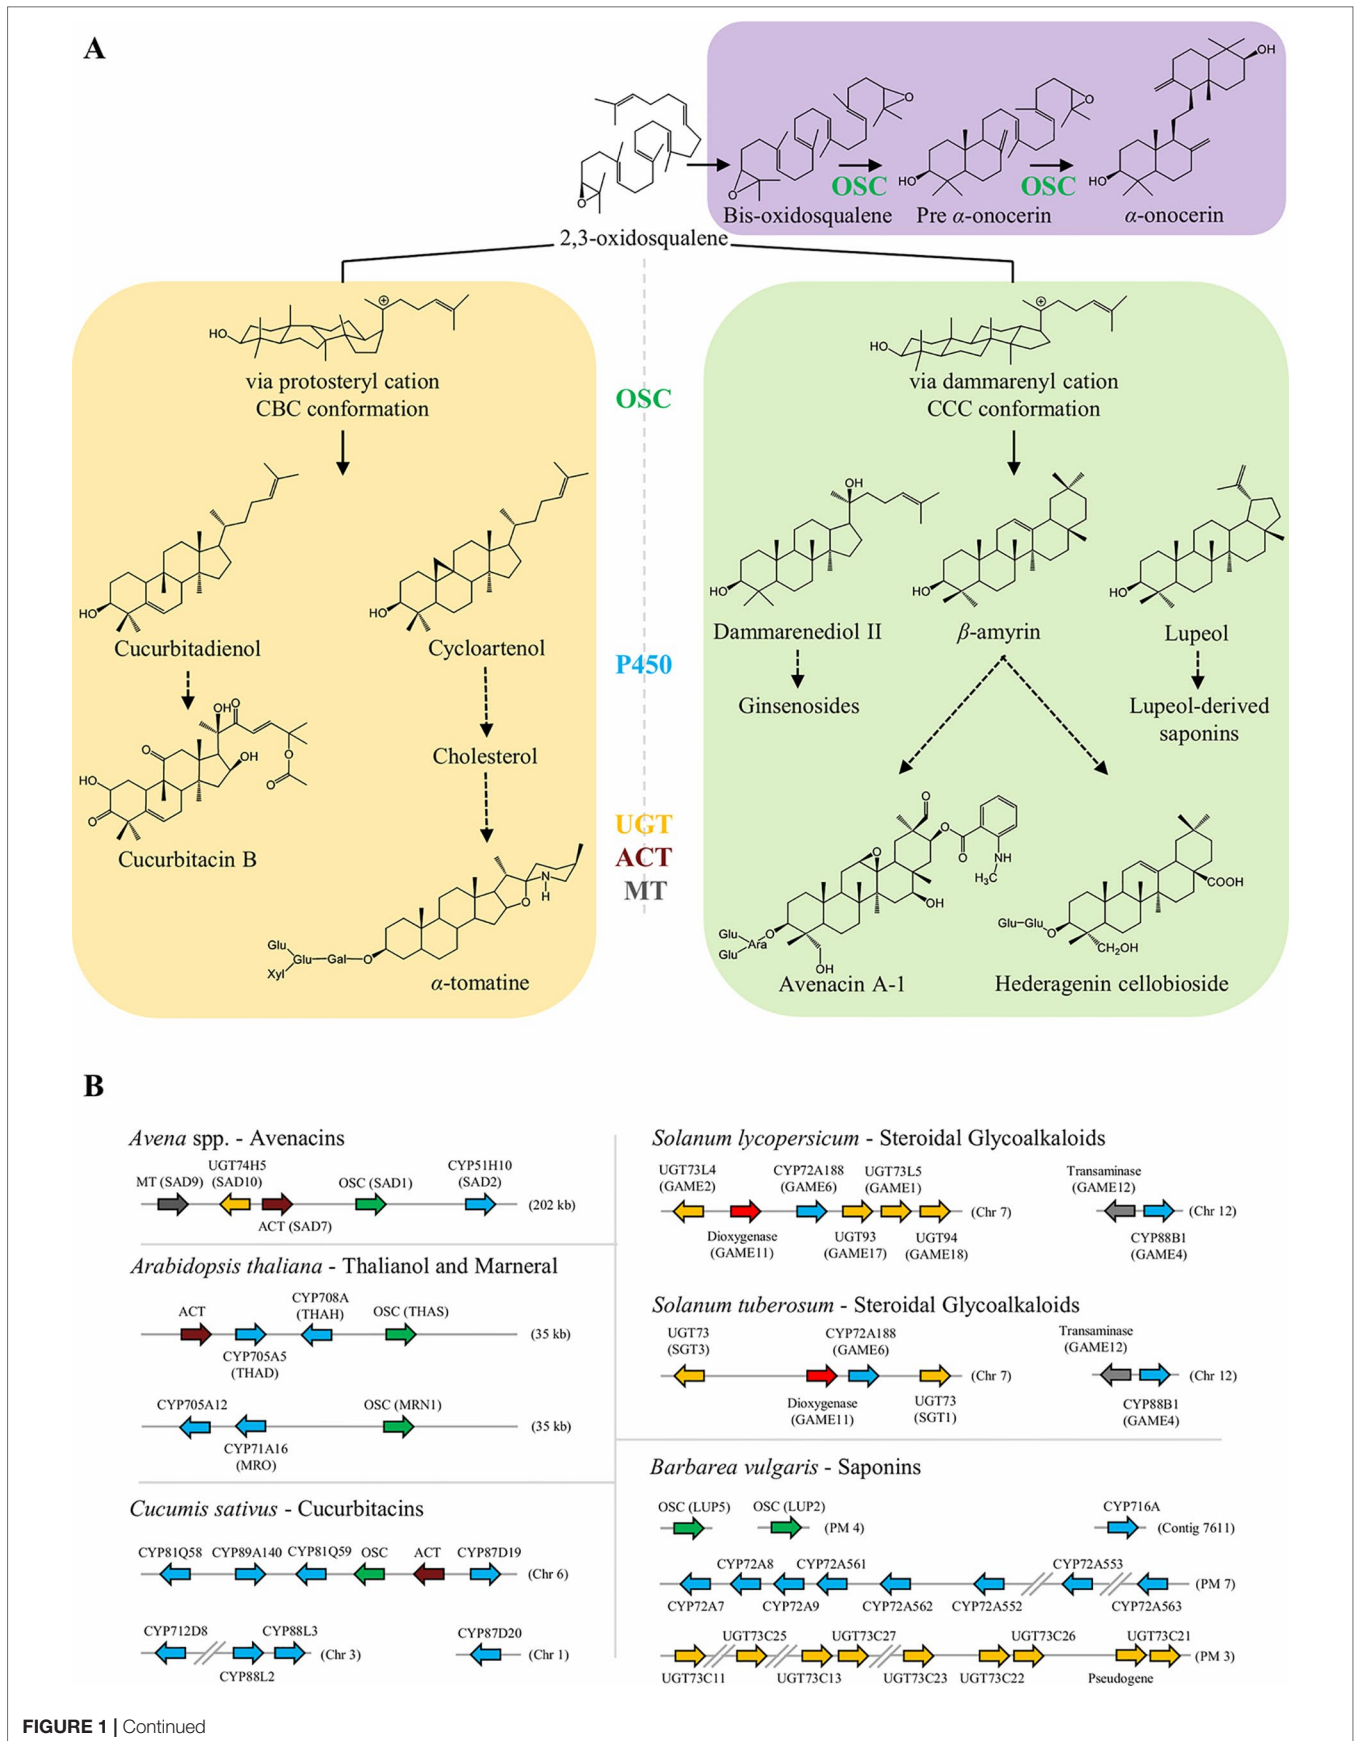 A
OH
O
O
O
O
HO
HO
OSC
OSC
Bis-oxidosqualene
Pre α-onocerin
α-onocerin
2,3-oxidosqualene
HO
⊕
via protosteryl cation
CBC conformation
HO
⊕
via dammarenyl cation
CCC conformation
OSC
HO
Cucurbitadienol
HO
Cycloartenol
OH
HO
Dammarenediol II
HO
β-amyrin
HO
Lupeol
P450
Ginsenosides
Lupeol-derived
saponins
Cholesterol
OH
O
O
OH
HO
O
O
O
Cucurbitacin B
UGT
ACT
MT
N
H
O
Glu
Glu
Gal
O
Xyl
α-tomatine
O
O
O
O
NH
H₃C
OH
Glu
Ara
O
Glu
OH
Avenacin A-1
COOH
Glu
Glu
O
CH₂OH
Hederagenin cellobioside
B
Avena spp. - Avenacins
MT (SAD9)
UGT74H5
(SAD10)
ACT (SAD7)
OSC (SAD1)
CYP51H10
(SAD2)
(202 kb)
Arabidopsis thaliana - Thalianol and Marneral
ACT
CYP705A5
(THAD)
CYP708A
(THAH)
OSC (THAS)
(35 kb)
CYP705A12
CYP71A16
(MRO)
OSC (MRN1)
(35 kb)
Cucumis sativus - Cucurbitacins
CYP81Q58
CYP89A140
CYP81Q59
OSC
ACT
CYP87D19
(Chr 6)
CYP712D8
CYP88L2
CYP88L3
(Chr 3)
CYP87D20
(Chr 1)
Solanum lycopersicum - Steroidal Glycoalkaloids
UGT73L4
(GAME2)
Dioxygenase
(GAME11)
CYP72A188
(GAME6)
UGT93
(GAME17)
UGT73L5
(GAME1)
UGT94
(GAME18)
(Chr 7)
Transaminase
(GAME12)
CYP88B1
(GAME4)
(Chr 12)
Solanum tuberosum - Steroidal Glycoalkaloids
UGT73
(SGT3)
Dioxygenase
(GAME11)
CYP72A188
(GAME6)
UGT73
(SGT1)
(Chr 7)
Transaminase
(GAME12)
CYP88B1
(GAME4)
(Chr 12)
Barbarea vulgaris - Saponins
OSC (LUP5)
OSC (LUP2)
(PM 4)
CYP716A
(Contig 7611)
CYP72A7
CYP72A8
CYP72A9
CYP72A561
CYP72A562
CYP72A552
CYP72A553
CYP72A563
(PM 7)
UGT73C11
UGT73C25
UGT73C13
UGT73C27
UGT73C23
UGT73C22
UGT73C26
Pseudogene
UGT73C21
(PM 3)
FIGURE 1 | Continued